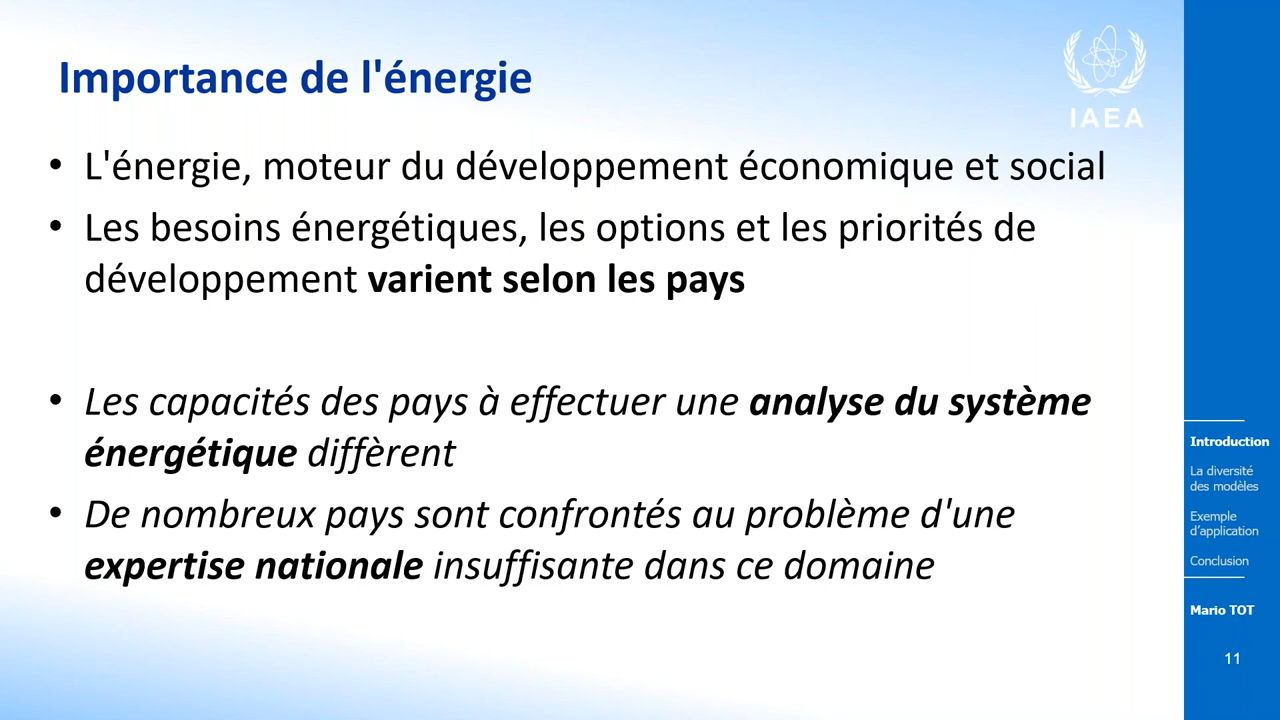 Importance de l'énergie
IAEA
• L'énergie, moteur du développement économique et social
• Les besoins énergétiques, les options et les priorités de
développement varient selon les pays
• Les capacités des pays à effectuer une analyse du système
énergétique diffèrent
• De nombreux pays sont confrontés au problème d'une
expertise nationale insuffisante dans ce domaine
Introduction
La diversité
des modèles
Exemple
d’application
Conclusion
Mario TOT
11